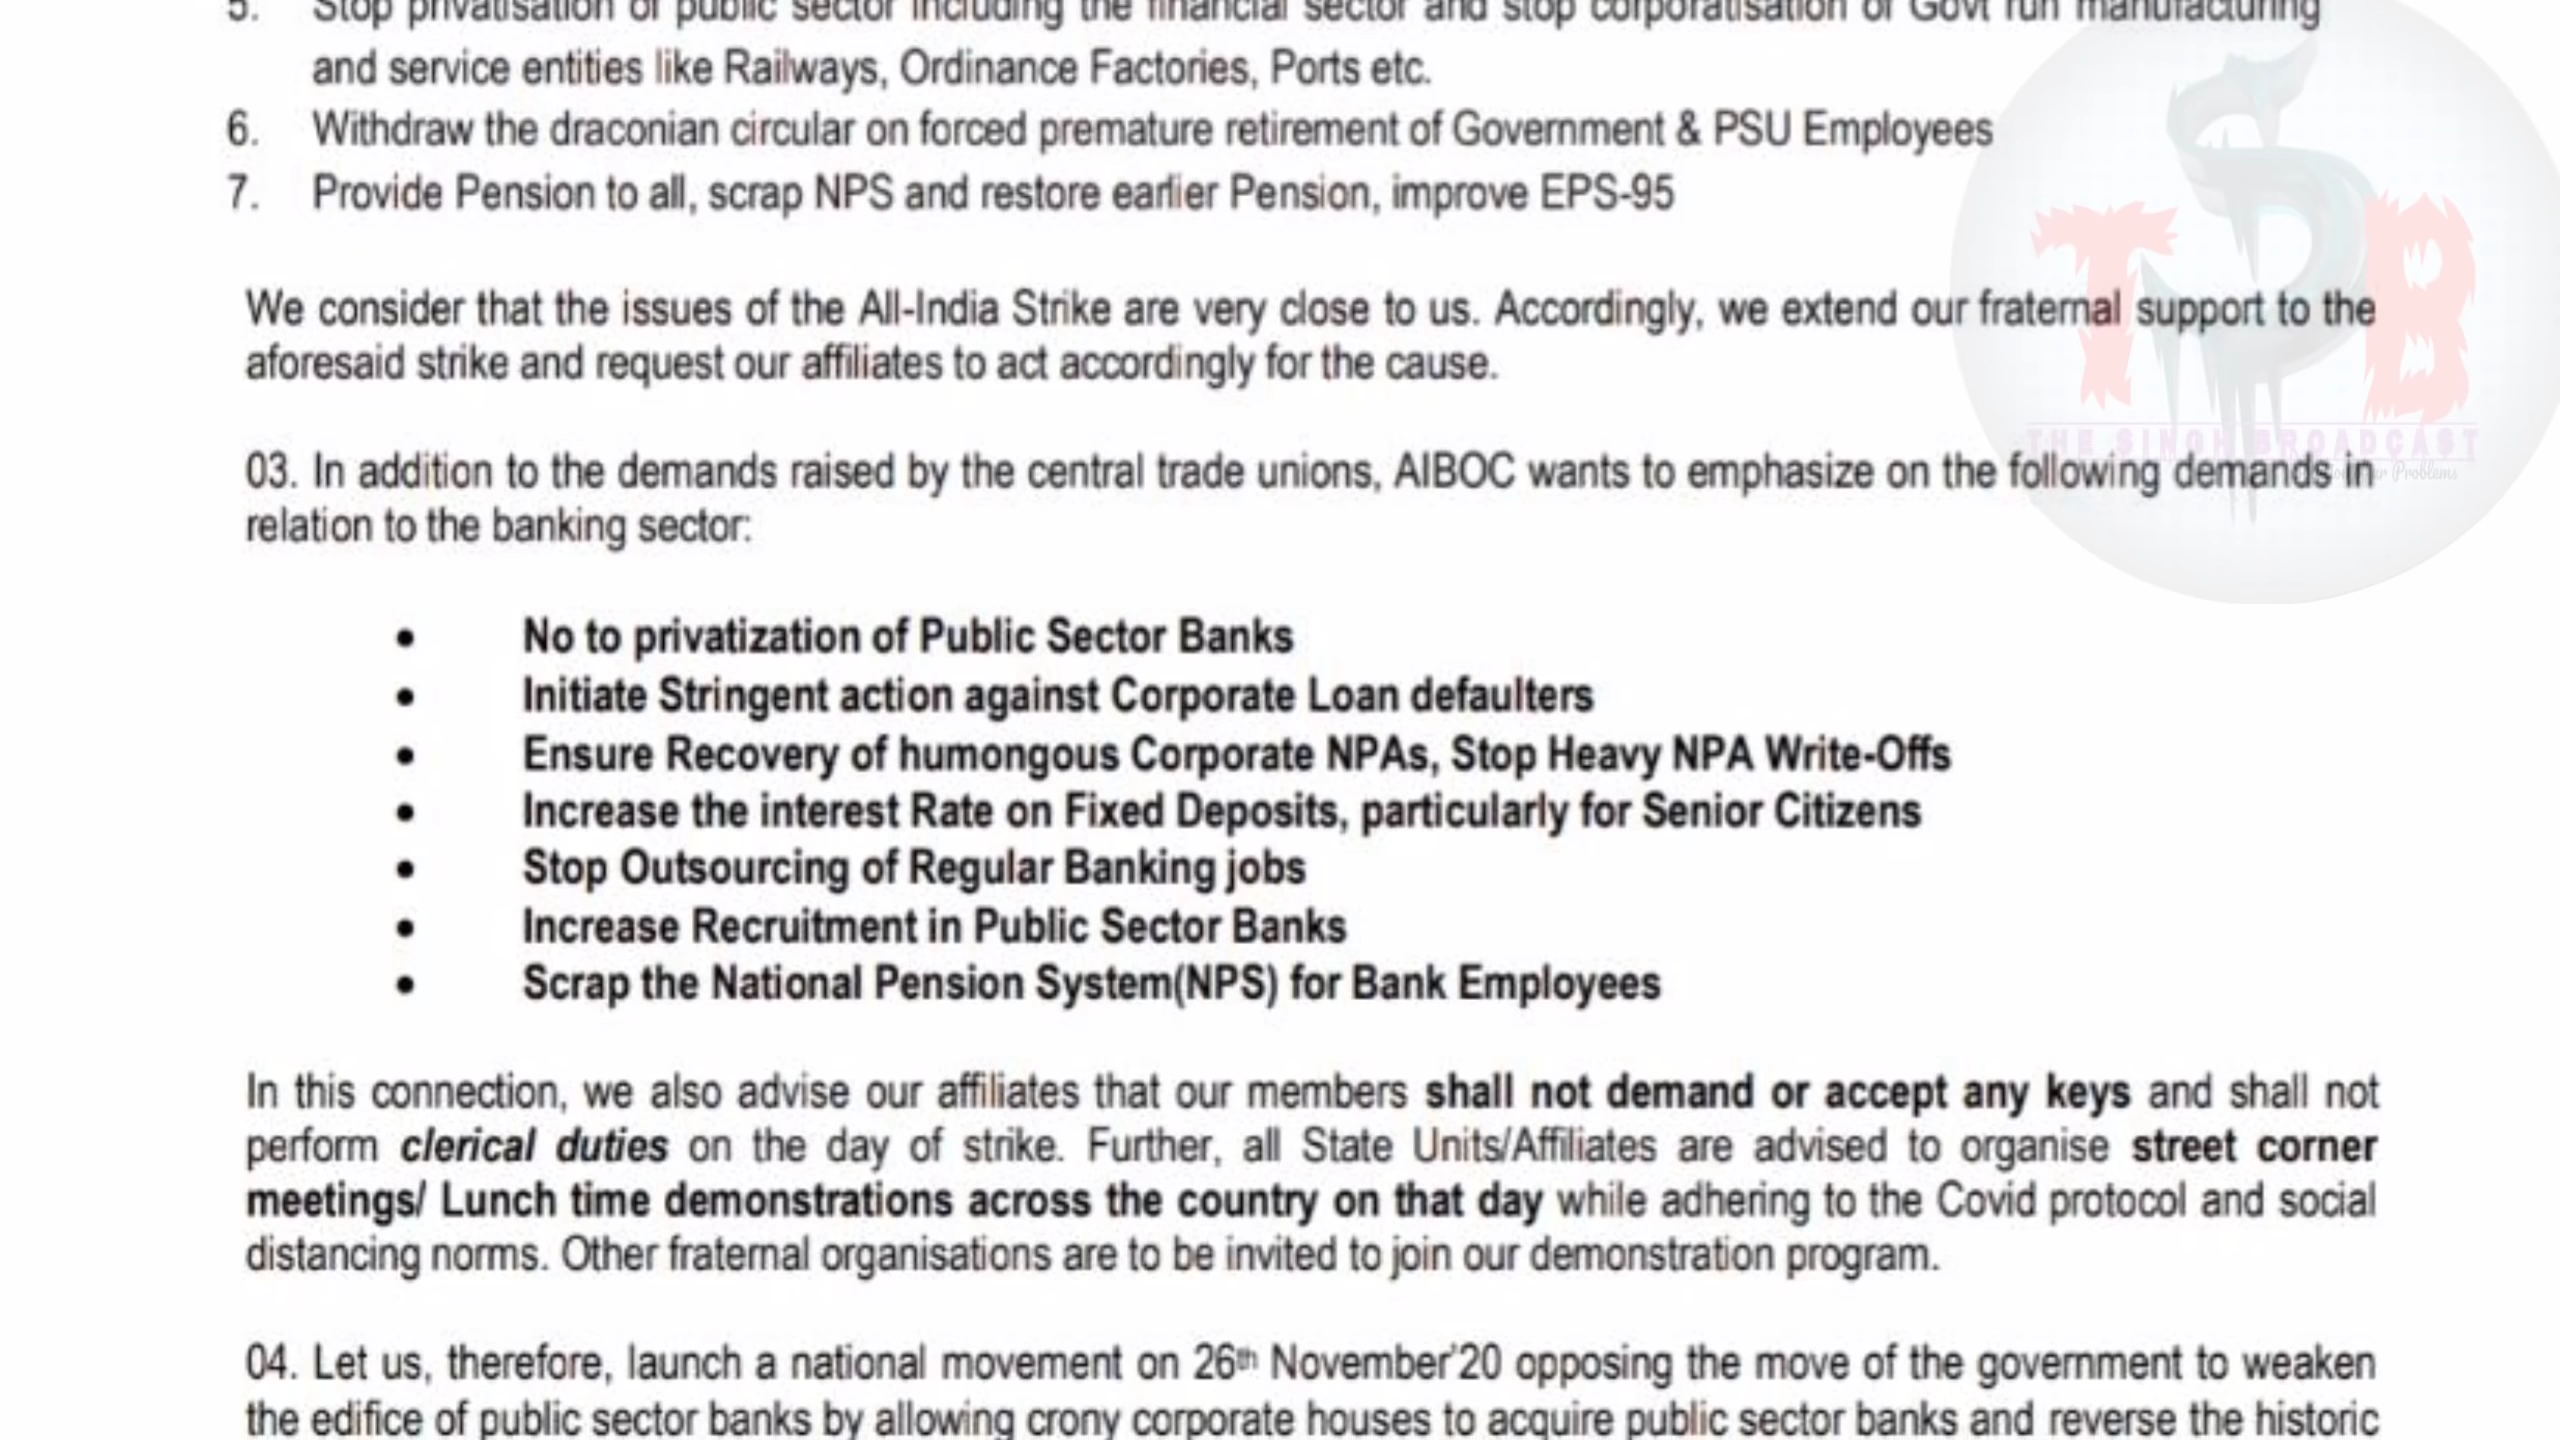 5. Stop privatisation of public sector including the financial sector and stop corporatisation of Govt run manufacturing
and service entities like Railways, Ordinance Factories, Ports etc.
6. Withdraw the draconian circular on forced premature retirement of Government & PSU Employees
7. Provide Pension to all, scrap NPS and restore earlier Pension, improve EPS-95
We consider that the issues of the All-India Strike are very close to us. Accordingly, we extend our fraternal support to the
aforesaid strike and request our affiliates to act accordingly for the cause.
TSB
THE SINGH BROADCAST
Problems
03. In addition to the demands raised by the central trade unions, AIBOC wants to emphasize on the following demands in
relation to the banking sector:
• No to privatization of Public Sector Banks
• Initiate Stringent action against Corporate Loan defaulters
• Ensure Recovery of humongous Corporate NPAs, Stop Heavy NPA Write-Offs
• Increase the interest Rate on Fixed Deposits, particularly for Senior Citizens
• Stop Outsourcing of Regular Banking jobs
• Increase Recruitment in Public Sector Banks
• Scrap the National Pension System(NPS) for Bank Employees
In this connection, we also advise our affiliates that our members shall not demand or accept any keys and shall not
perform clerical duties on the day of strike. Further, all State Units/Affiliates are advised to organise street corner
meetings/ Lunch time demonstrations across the country on that day while adhering to the Covid protocol and social
distancing norms. Other fraternal organisations are to be invited to join our demonstration program.
04. Let us, therefore, launch a national movement on 26th November'20 opposing the move of the government to weaken
the edifice of public sector banks by allowing crony corporate houses to acquire public sector banks and reverse the historic